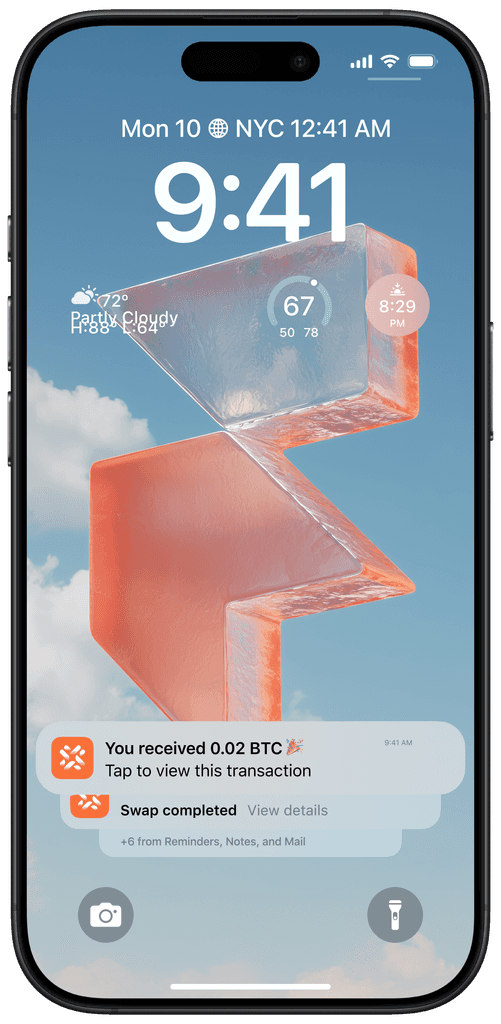 Mon 10 NYC 12:41 AM
9:41
72°
Partly Cloudy
H:88° L:64°
67
50 78
8:29
PM
You received 0.02 BTC 🎉
9:41 AM
Tap to view this transaction
Swap completed View details
+6 from Reminders, Notes, and Mail